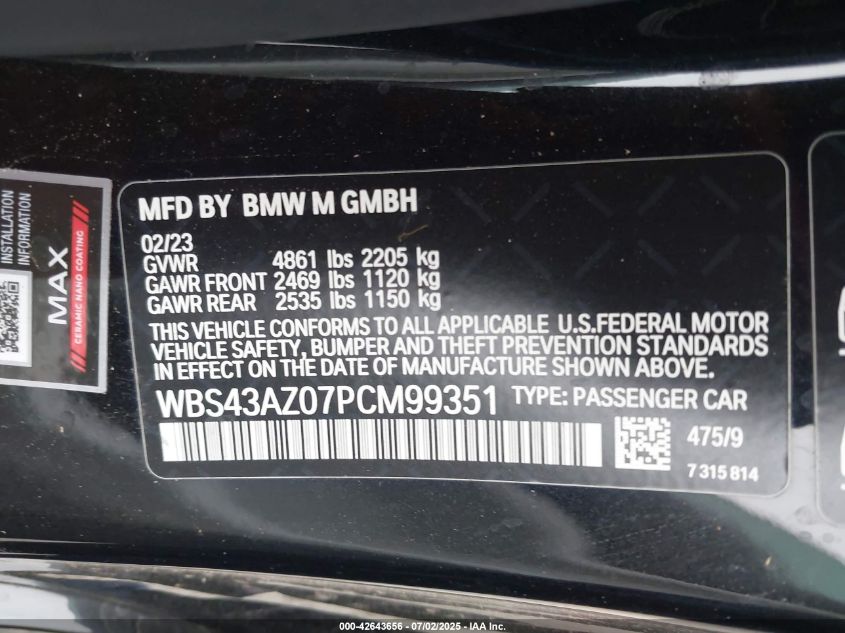 INSTALLATION
MAX
CERAMIC NANO COATING
MFD BY BMW M GMBH
02/23
GVWR 4861 lbs 2205 kg
GAWR FRONT 2469 lbs 1120 kg
GAWR REAR 2535 lbs 1150 kg
THIS VEHICLE CONFORMS TO ALL APPLICABLE U.S.FEDERAL MOTOR
VEHICLE SAFETY, BUMPER AND THEFT PREVENTION STANDARDS
IN EFFECT ON THE DATE OF MANUFACTURE SHOWN ABOVE.
WBS43AZ07PCM99351 TYPE: PASSENGER CAR
475/9
7 315 814
000-42643656 - 07/02/2025 - IAA Inc.